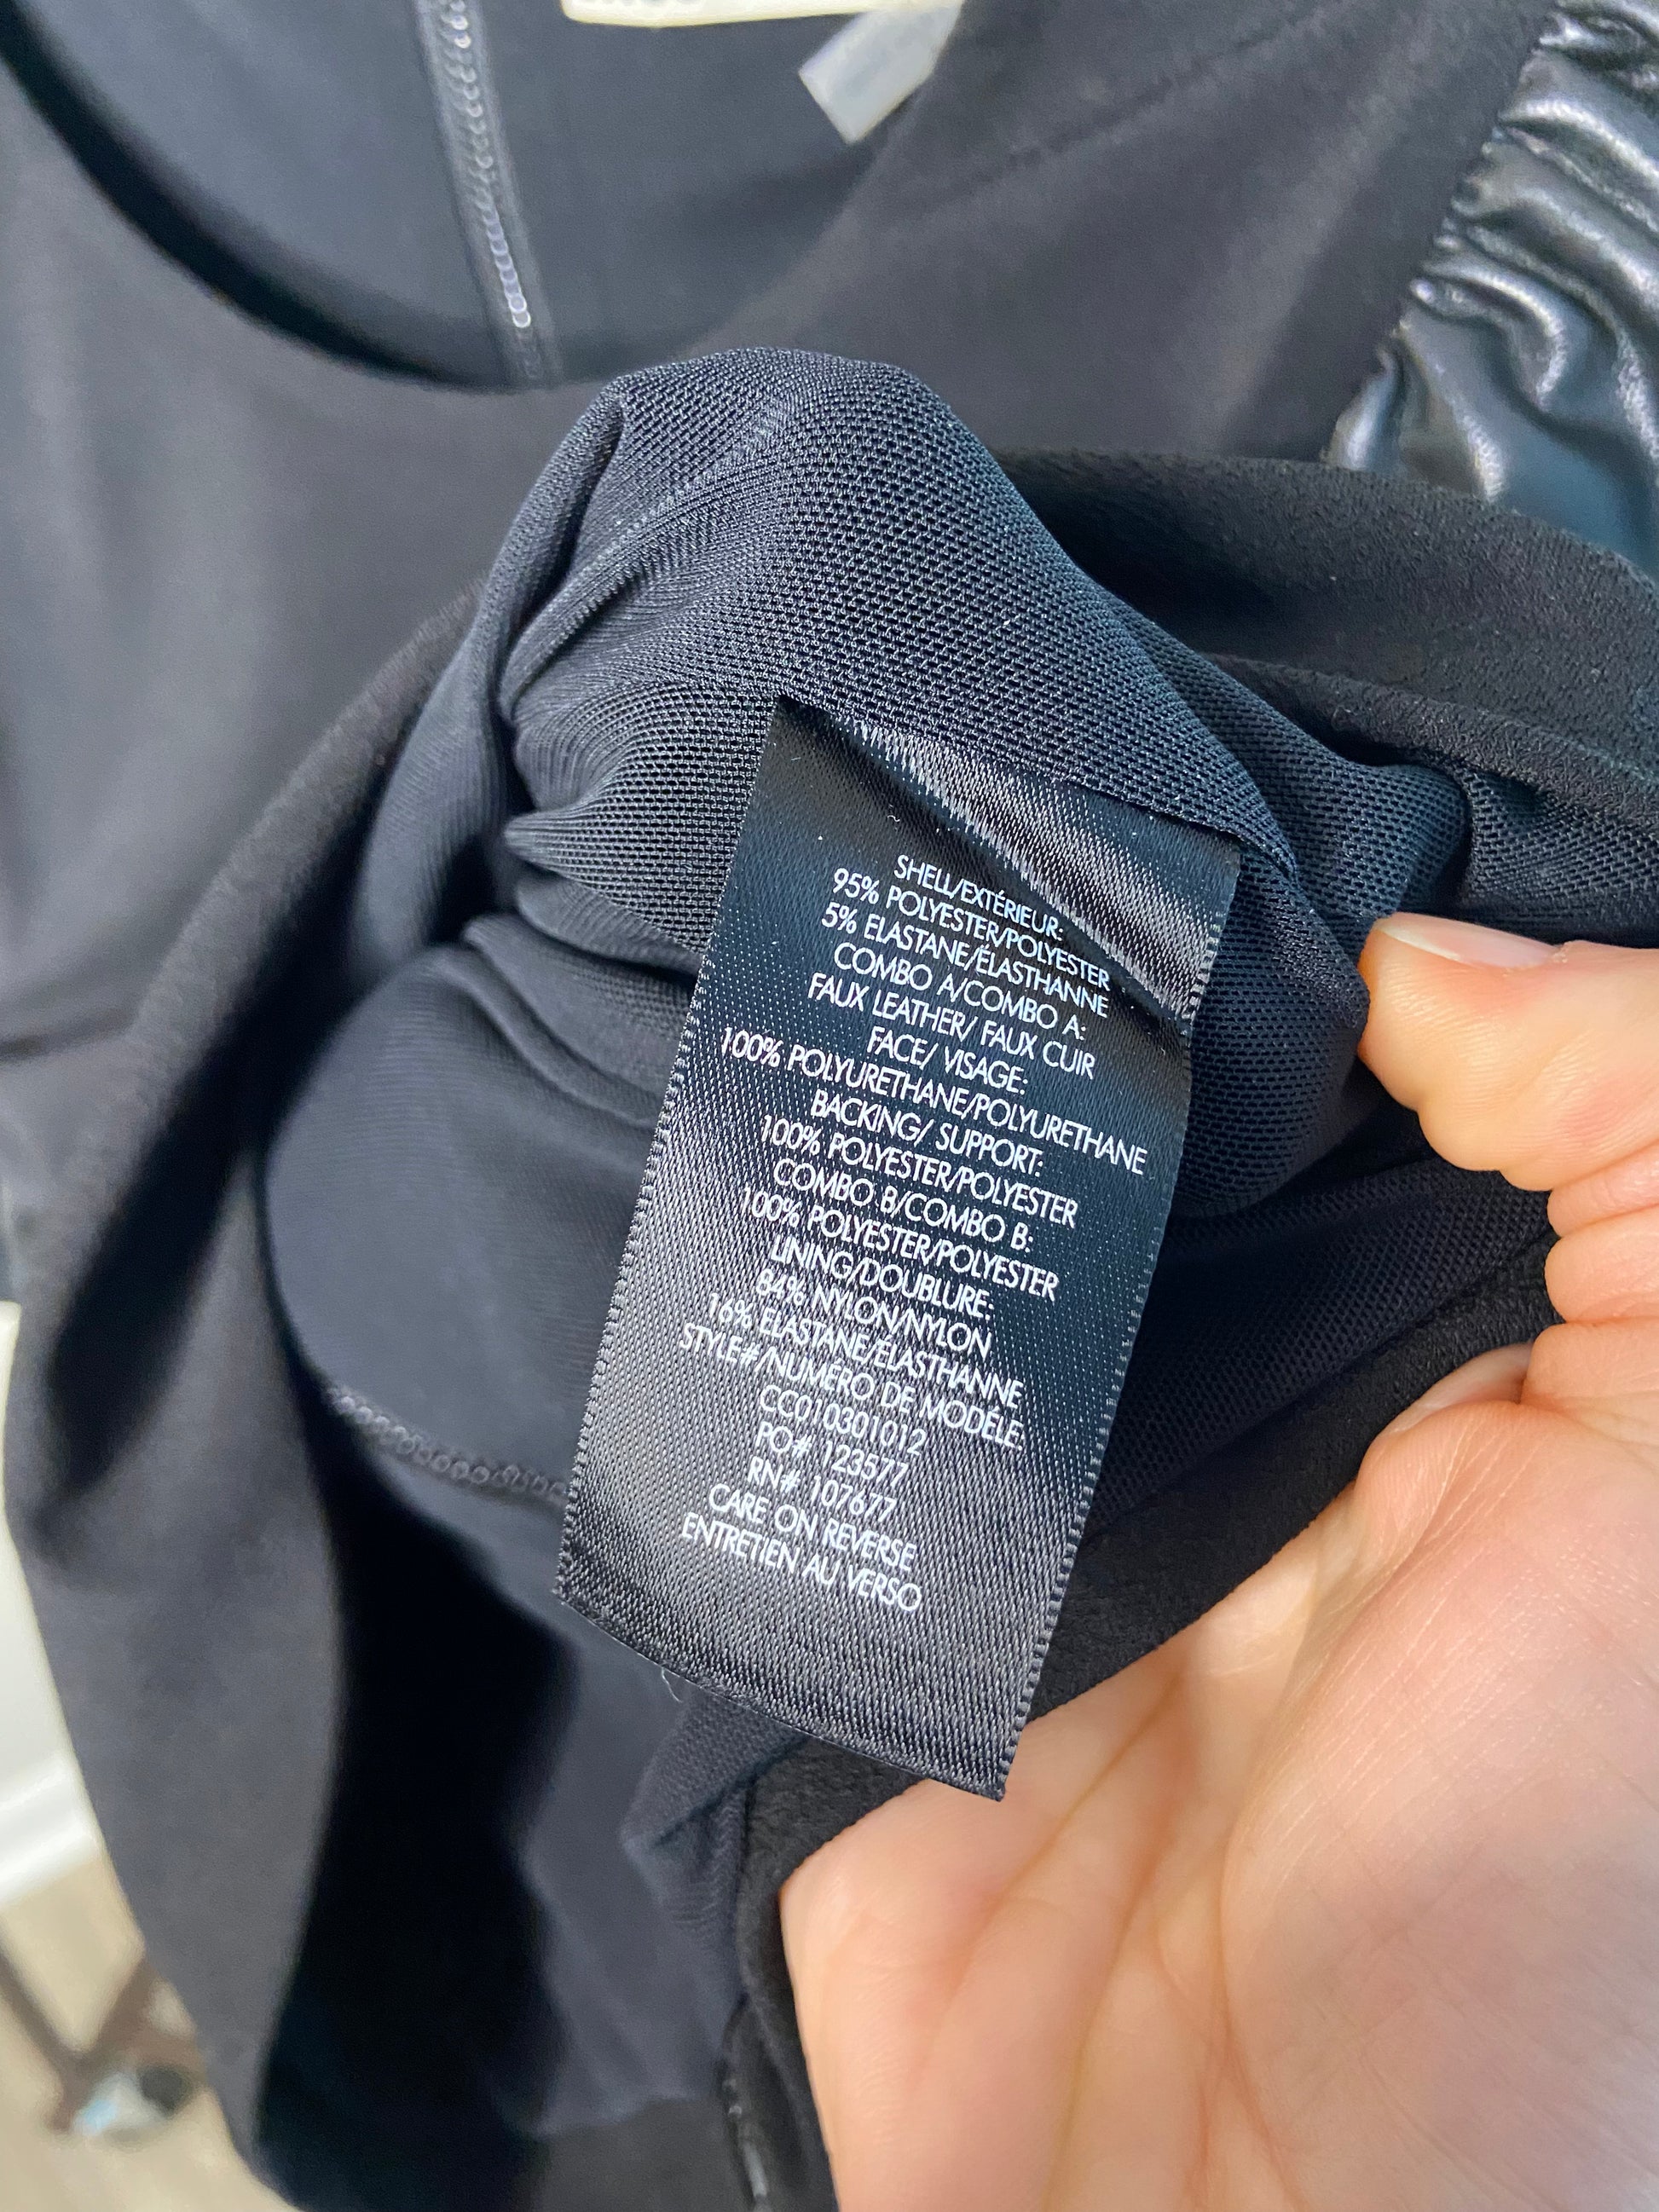 SHELL/EXTÉRIEUR:
95% POLYESTER/POLYESTER
5% ELASTANE/ÉLASTHANNE
COMBO A/COMBO A:
FAUX LEATHER/ FAUX CUIR
FACE/ VISAGE:
100% POLYURETHANE/POLYURETHANE
BACKING/ SUPPORT:
100% POLYESTER/POLYESTER
COMBO B/COMBO B:
100% POLYESTER/POLYESTER
LINING/DOUBLURE:
84% NYLON/NYLON
16% ELASTANE/ÉLASTHANNE
STYLE#/NUMÉRO DE MODÈLE:
CC010301012
PO# 123577
RN# 107677
CARE ON REVERSE
ENTRETIEN AU VERSO